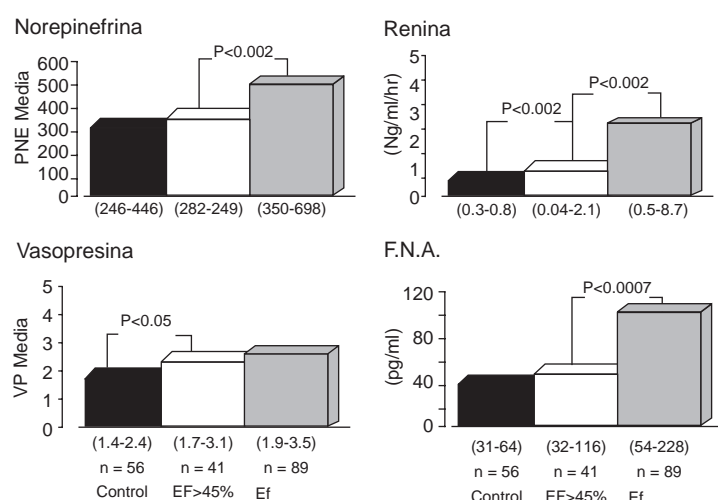 Norepinefrina
P<0.002
PNE Media
600
500
400
300
200
100
0
(246-446) (282-249) (350-698)
Renina
P<0.002
P<0.002
(Ng/ml/hr)
5
4
3
2
1
1
0
(0.3-0.8) (0.04-2.1) (0.5-8.7)
Vasopresina
P<0.05
VP Media
5
4
3
2
1
0
(1.4-2.4) (1.7-3.1) (1.9-3.5)
n = 56 n = 41 n = 89
Control EF>45% Ef
F.N.A.
P<0.0007
(pg/ml)
120
80
40
0
(31-64) (32-116) (54-228)
n = 56 n = 41 n = 89
Control EF>45% Ef